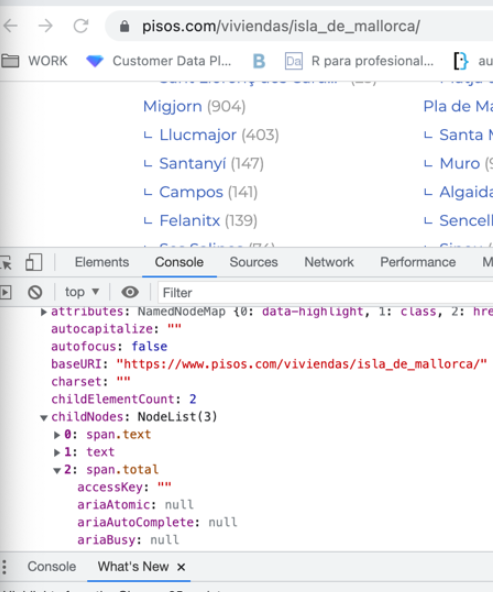 pisos.com/viviendas/isla_de_mallorca/
WORK Customer Data Pl... B Da R para profesional... au
Migjorn (904) Pla de Ma
Llucmajor (403) Santa M
Santanyí (147) Muro (9
Campos (141) Algaida
Felanitx (139) Sencell
Elements Console Sources Network Performance M
top Filter
attributes: NamedNodeMap {0: data-highlight, 1: class, 2: hre
autocapitalize: ""
autofocus: false
baseURI: "https://www.pisos.com/viviendas/isla_de_mallorca/"
charset: ""
childElementCount: 2
childNodes: NodeList(3)
0: span.text
1: text
2: span.total
accessKey: ""
ariaAtomic: null
ariaAutoComplete: null
ariaBusy: null
Console What's New